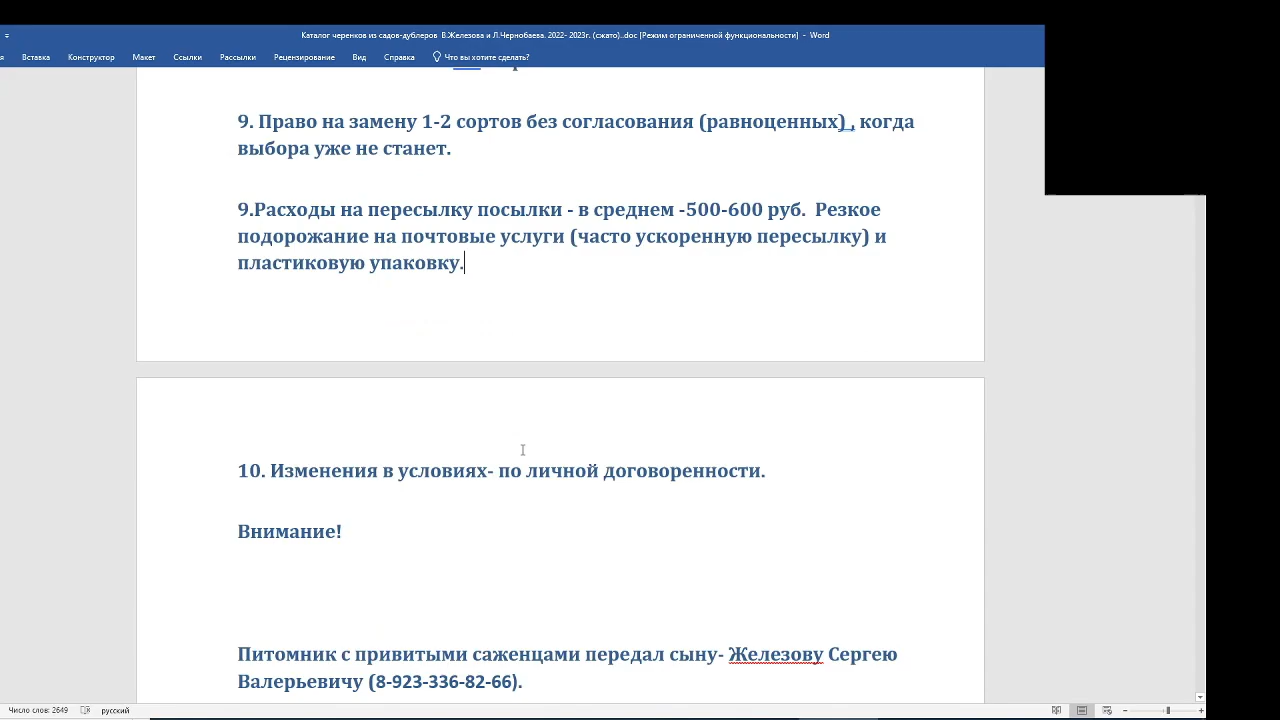 Каталог черенков из садов-дублеров В.Железова и Л.Чернобаева. 2022- 2023г. (сжато)..doc [Режим ограниченной функциональности] - Word
Вставка Конструктор Макет Ссылки Рассылки Рецензирование Вид Справка Что вы хотите сделать?
9. Право на замену 1-2 сортов без согласования (равноценных) , когда
выбора уже не станет.
9.Расходы на пересылку посылки - в среднем -500-600 руб. Резкое
подорожание на почтовые услуги (часто ускоренную пересылку) и
пластиковую упаковку.
10. Изменения в условиях- по личной договоренности.
Внимание!
Питомник с привитыми саженцами передал сыну- Железову Сергею
Валерьевичу (8-923-336-82-66).
Число слов: 2649 русский